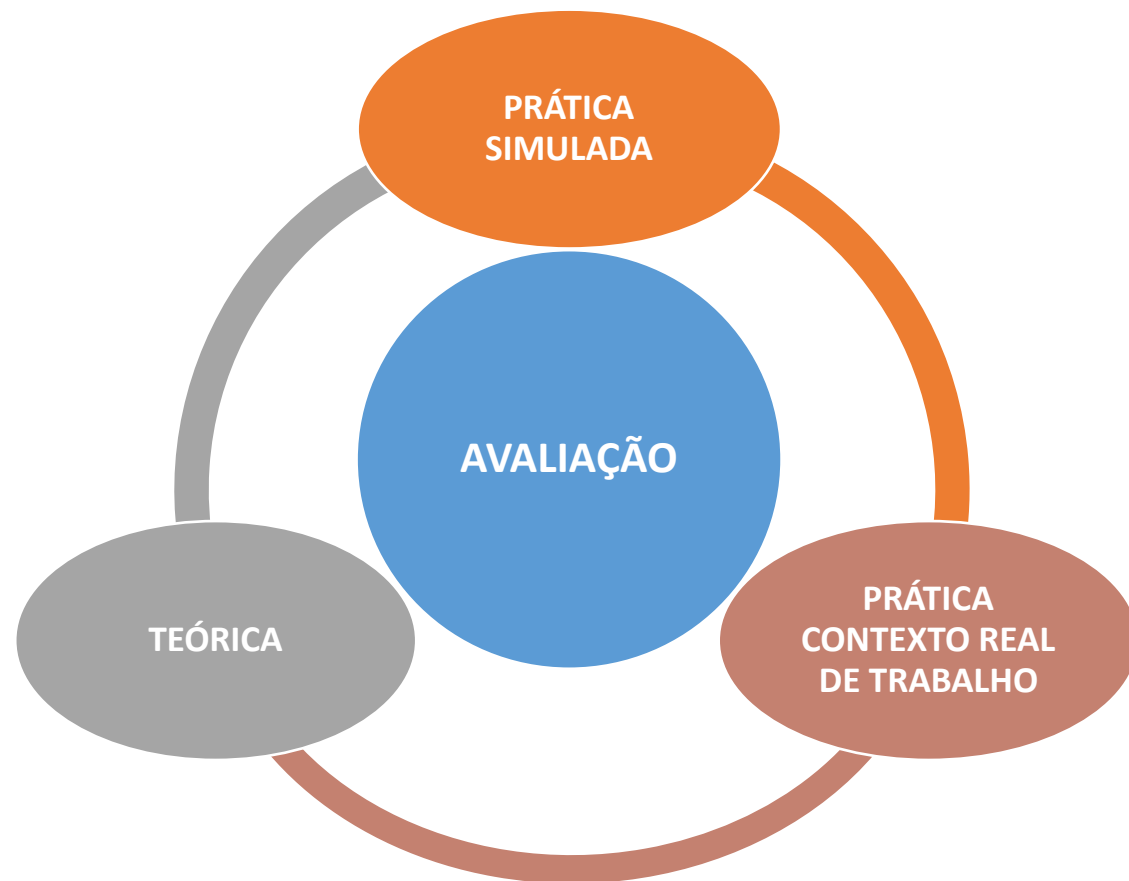 PRÁTICA
SIMULADA
AVALIAÇÃO
TEÓRICA
PRÁTICA
CONTEXTO REAL
DE TRABALHO